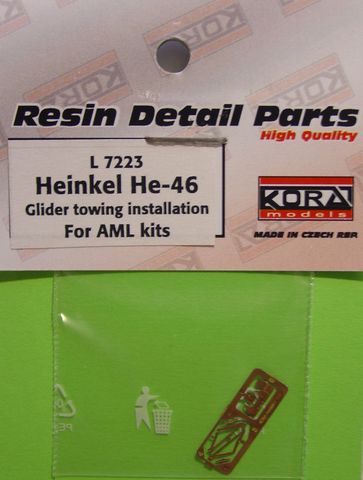 Resin Detail Parts
High Quality
L 7223
Heinkel He-46
Glider towing installation
For AML kits
KORA
models
MADE IN CZECH REP.